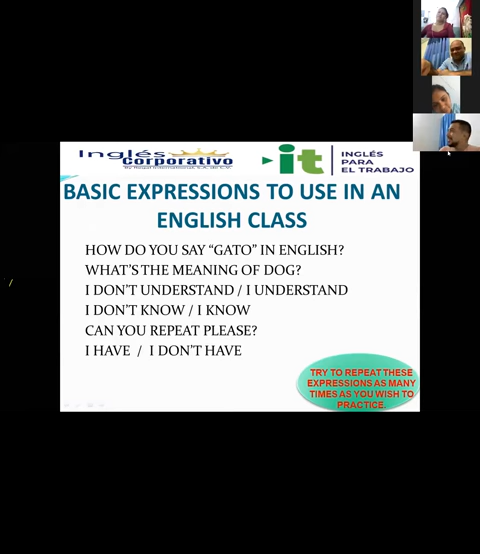 Inglés
Corporativo
it
INGLÉS
PARA
EL TRABAJO
BASIC EXPRESSIONS TO USE IN AN
ENGLISH CLASS
HOW DO YOU SAY “GATO” IN ENGLISH?
WHAT'S THE MEANING OF DOG?
I DON'T UNDERSTAND / I UNDERSTAND
I DON'T KNOW / I KNOW
CAN YOU REPEAT PLEASE?
I HAVE / I DON'T HAVE
TRY TO REPEAT THESE
EXPRESSIONS AS MANY
TIMES AS YOU WISH TO
PRACTICE.